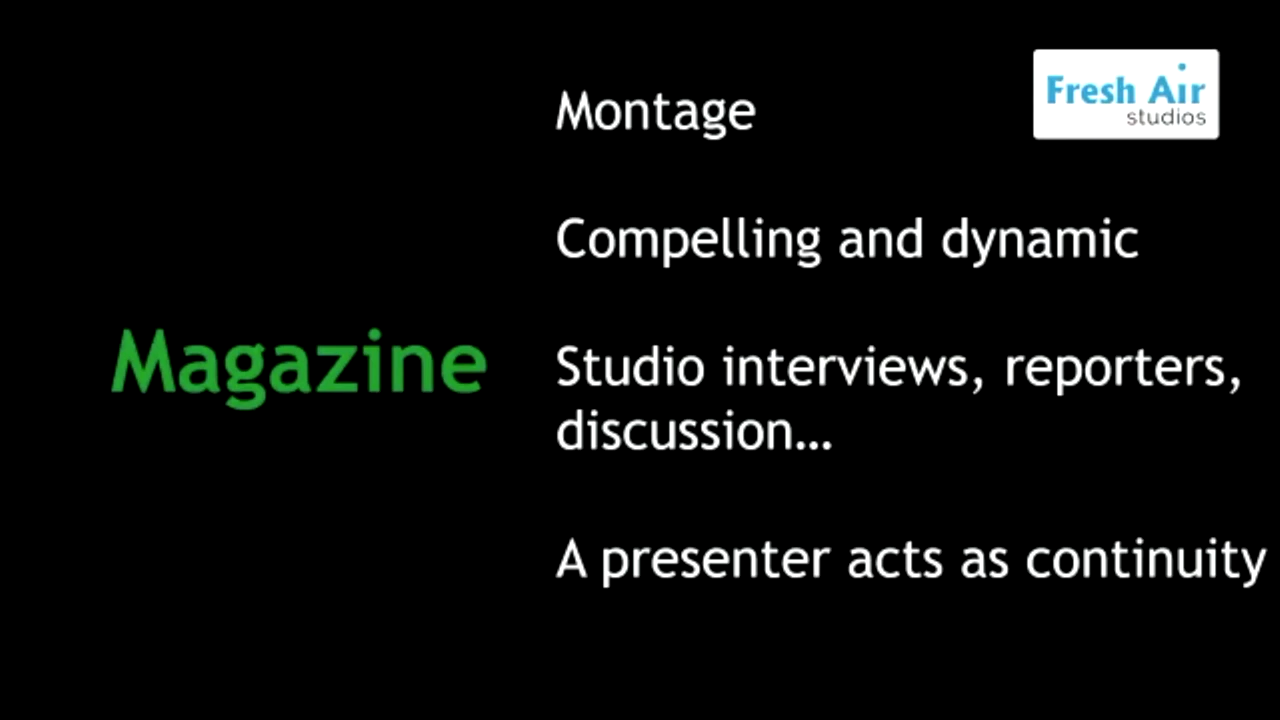 Fresh Air
studios
Montage
Compelling and dynamic
Magazine
Studio interviews, reporters,
discussion...
A presenter acts as continuity